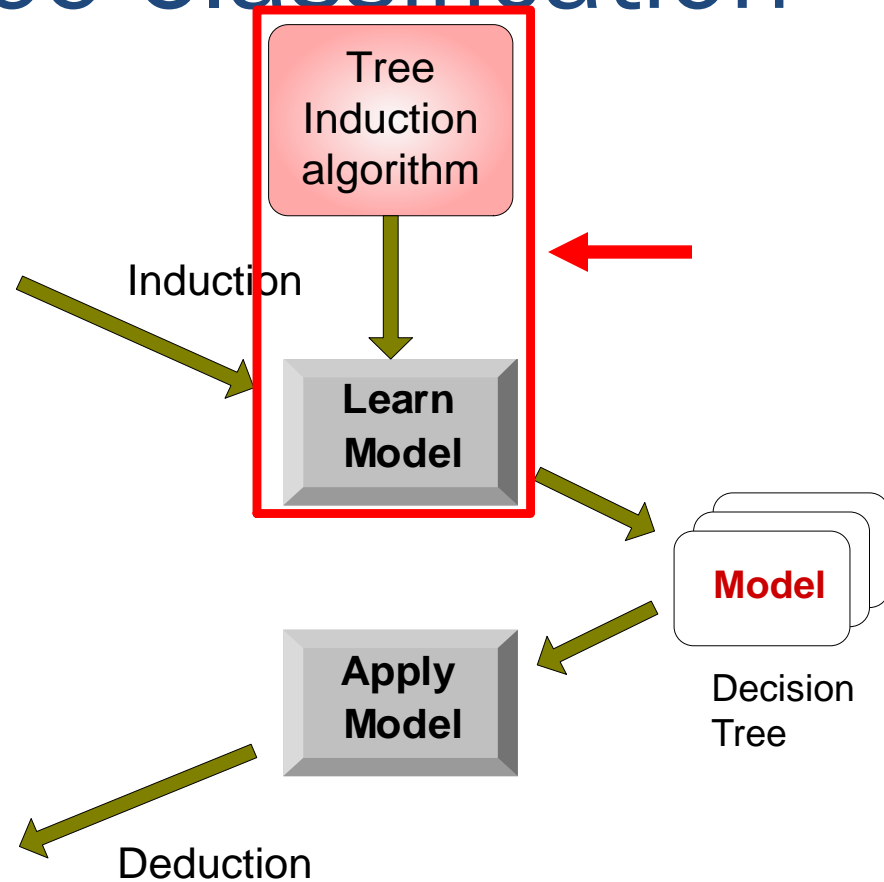 Tree
Induction
algorithm
Induction
Learn
Model
Model
Apply
Model
Decision
Tree
Deduction